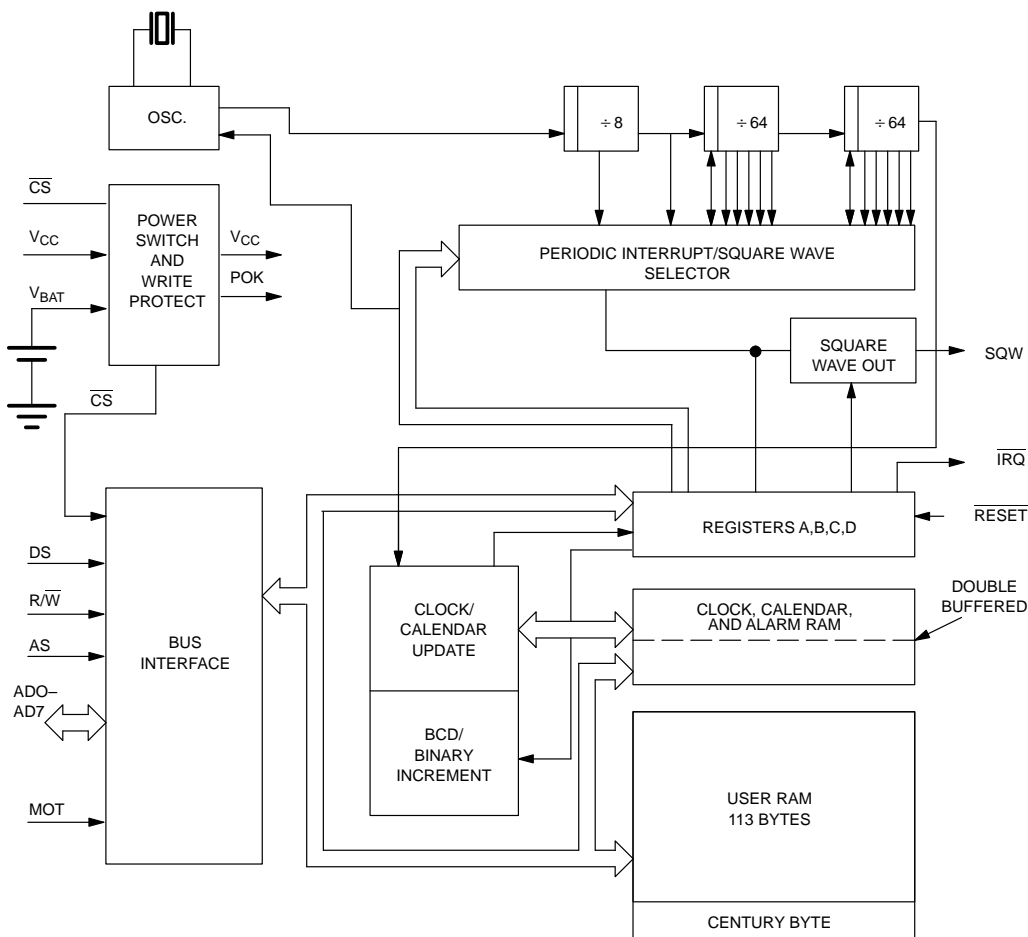 OSC.
÷ 8
÷ 64
÷ 64
CS
VCC
VBAT
POWER
SWITCH
AND
WRITE
PROTECT
VCC
POK
CS
PERIODIC INTERRUPT/SQUARE WAVE
SELECTOR
SQUARE
WAVE OUT
SQW
IRQ
RESET
REGISTERS A,B,C,D
DS
R/W
AS
ADO–
AD7
MOT
BUS
INTERFACE
CLOCK/
CALENDAR
UPDATE
BCD/
BINARY
INCREMENT
CLOCK, CALENDAR,
AND ALARM RAM
DOUBLE
BUFFERED
USER RAM
113 BYTES
CENTURY BYTE